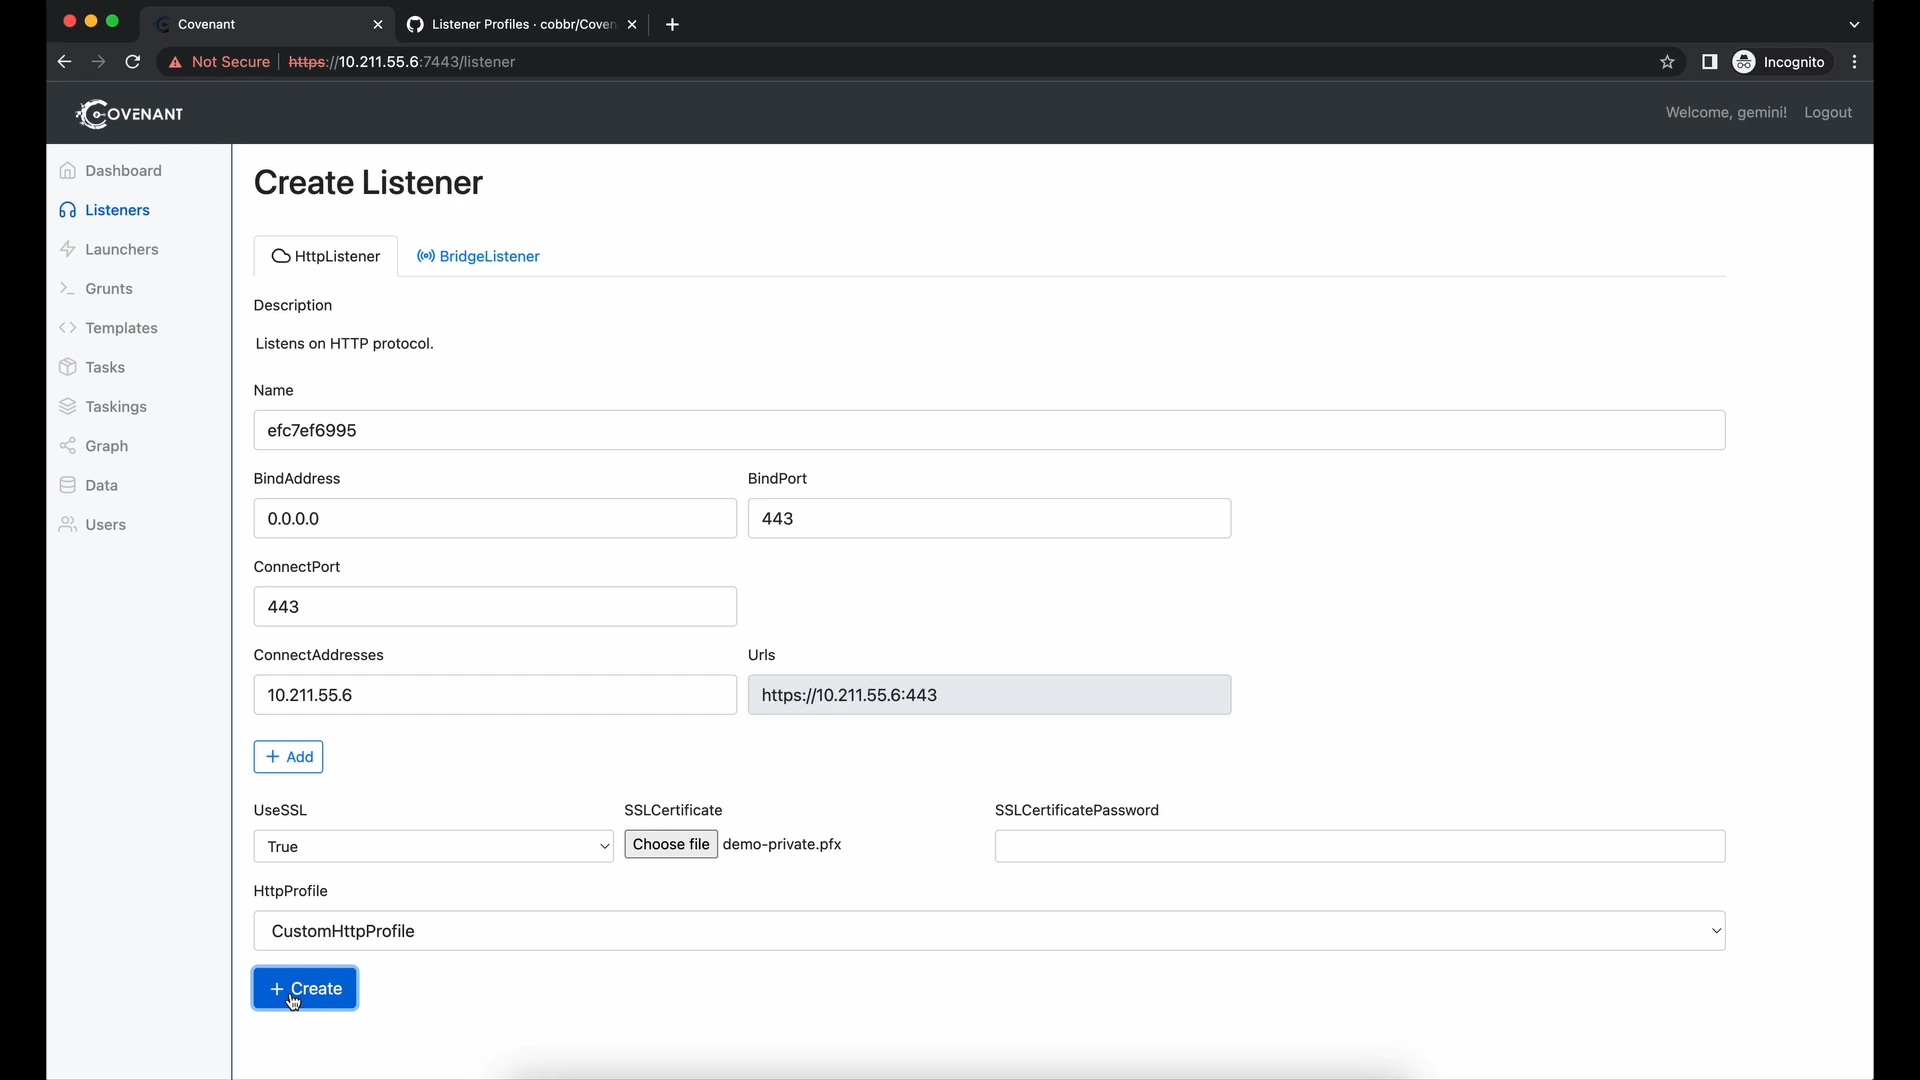 Covenant
Listener Profiles · cobbr/Coven
Not Secure https://10.211.55.6:7443/listener
Incognito
COVENANT
Welcome, gemini! Logout
Dashboard
Listeners
Launchers
Grunts
Templates
Tasks
Taskings
Graph
Data
Users
Create Listener
HttpListener BridgeListener
Description
Listens on HTTP protocol.
Name
efc7ef6995
BindAddress BindPort
0.0.0.0 443
ConnectPort
443
ConnectAddresses Urls
10.211.55.6 https://10.211.55.6:443
+ Add
UseSSL SSLCertificate SSLCertificatePassword
True Choose file demo-private.pfx
HttpProfile
CustomHttpProfile
+ Create